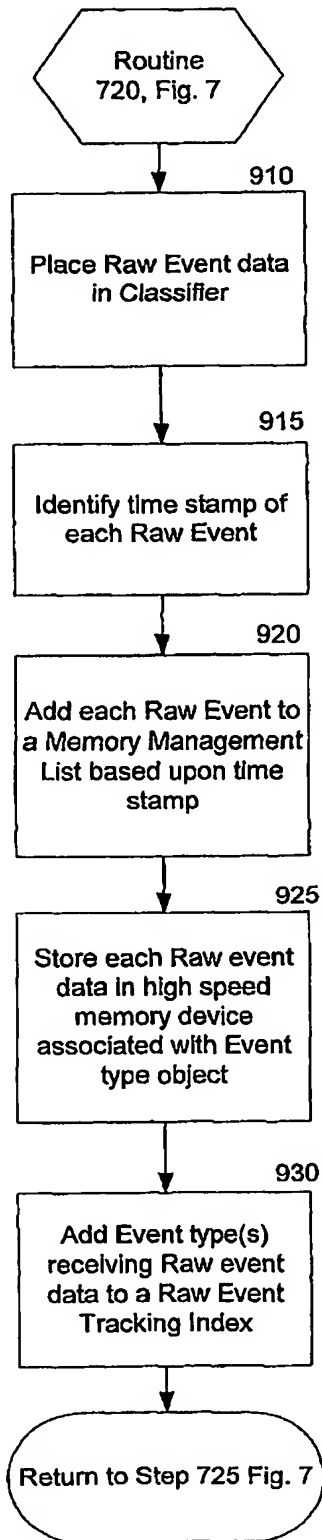 Routine
720, Fig. 7
910
Place Raw Event data
in Classifier
915
Identify time stamp of
each Raw Event
920
Add each Raw Event to
a Memory Management
List based upon time
stamp
925
Store each Raw event
data in high speed
memory device
associated with Event
type object
930
Add Event type(s)
receiving Raw event
data to a Raw Event
Tracking Index
Return to Step 725 Fig. 7